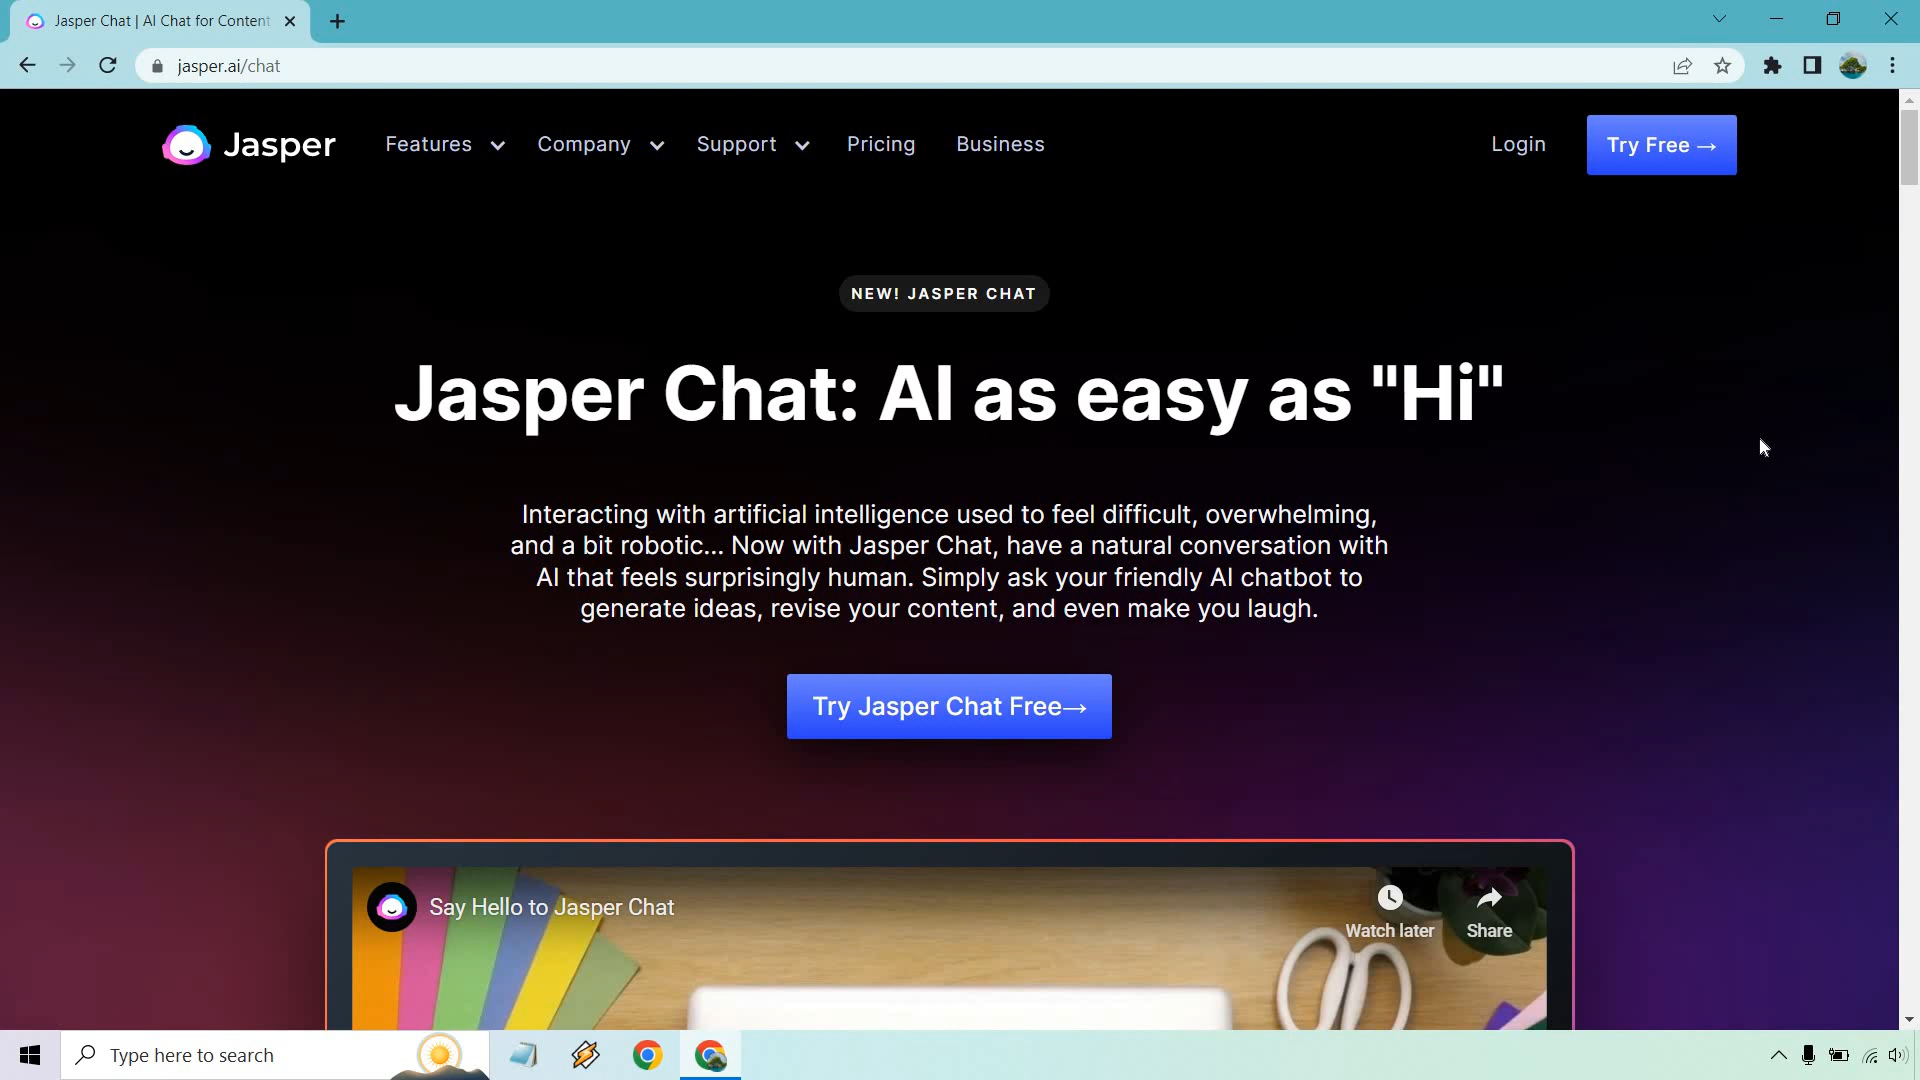 Jasper Chat | AI Chat for Content
jasper.ai/chat
Jasper
Features
Company
Support
Pricing
Business
Login
Try Free →
NEW! JASPER CHAT
Jasper Chat: AI as easy as "Hi"
Interacting with artificial intelligence used to feel difficult, overwhelming,
and a bit robotic... Now with Jasper Chat, have a natural conversation with
AI that feels surprisingly human. Simply ask your friendly AI chatbot to
generate ideas, revise your content, and even make you laugh.
Try Jasper Chat Free→
Say Hello to Jasper Chat
Watch later
Share
Type here to search